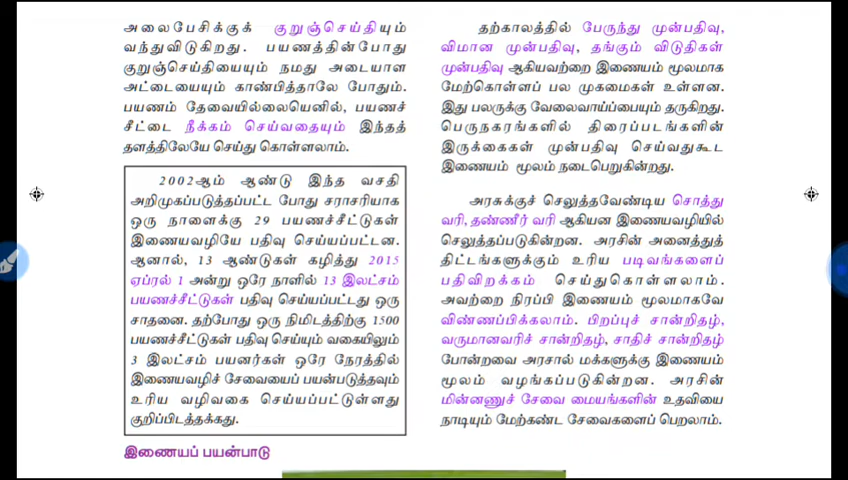 அலைபேசிக்குக் குறுஞ்செய்தியும்
வந்துவிடுகிறது. பயணத்தின்போது
குறுஞ்செய்தியையும் நமது அடையாள
அட்டையையும் காண்பித்தாலே போதும்.
பயணம் தேவையில்லையெனில், பயணச்
சீட்டை நீக்கம் செய்வதையும் இந்தத்
தளத்திலேயே செய்து கொள்ளலாம்.
2002ஆம் ஆண்டு இந்த வசதி
அறிமுகப்படுத்தப்பட்ட போது சராசரியாக
ஒரு நாளைக்கு 29 பயணச்சீட்டுகள்
இணையவழியே பதிவு செய்யப்பட்டன.
ஆனால், 13 ஆண்டுகள் கழித்து 2015
ஏப்ரல் 1 அன்று ஒரே நாளில் 13 இலட்சம்
பயணச்சீட்டுகள் பதிவு செய்யப்பட்டது ஒரு
சாதனை. தற்போது ஒரு நிமிடத்திற்கு 1500
பயணச்சீட்டுகள் பதிவு செய்யும் வகையிலும்
3 இலட்சம் பயனர்கள் ஒரே நேரத்தில்
இணையவழிச் சேவையைப் பயன்படுத்தவும்
உரிய வழிவகை செய்யப்பட்டுள்ளது
குறிப்பிடத்தக்கது.
இணையப் பயன்பாடு
தற்காலத்தில் பேருந்து முன்பதிவு,
விமான முன்பதிவு, தங்கும் விடுதிகள்
முன்பதிவு ஆகியவற்றை இணையம் மூலமாக
மேற்கொள்ளப் பல முகமைகள் உள்ளன.
இது பலருக்கு வேலைவாய்ப்பையும் தருகிறது.
பெருநகரங்களில் திரைப்படங்களின்
இருக்கைகள் முன்பதிவு செய்வதுகூட
இணையம் மூலம் நடைபெறுகின்றது.
அரசுக்குச் செலுத்தவேண்டிய சொத்து
வரி, தண்ணீர் வரி ஆகியன இணையவழியில்
செலுத்தப்படுகின்றன. அரசின் அனைத்துத்
திட்டங்களுக்கும் உரிய படிவங்களைப்
பதிவிறக்கம் செய்துகொள்ளலாம்.
அவற்றை நிரப்பி இணையம் மூலமாகவே
விண்ணப்பிக்கலாம். பிறப்புச் சான்றிதழ்,
வருமானவரிச் சான்றிதழ், சாதிச் சான்றிதழ்
போன்றவை அரசால் மக்களுக்கு இணையம்
மூலம் வழங்கப்படுகின்றன. அரசின்
மின்னணுச் சேவை மையங்களின் உதவியை
நாடியும் மேற்கண்ட சேவைகளைப் பெறலாம்.